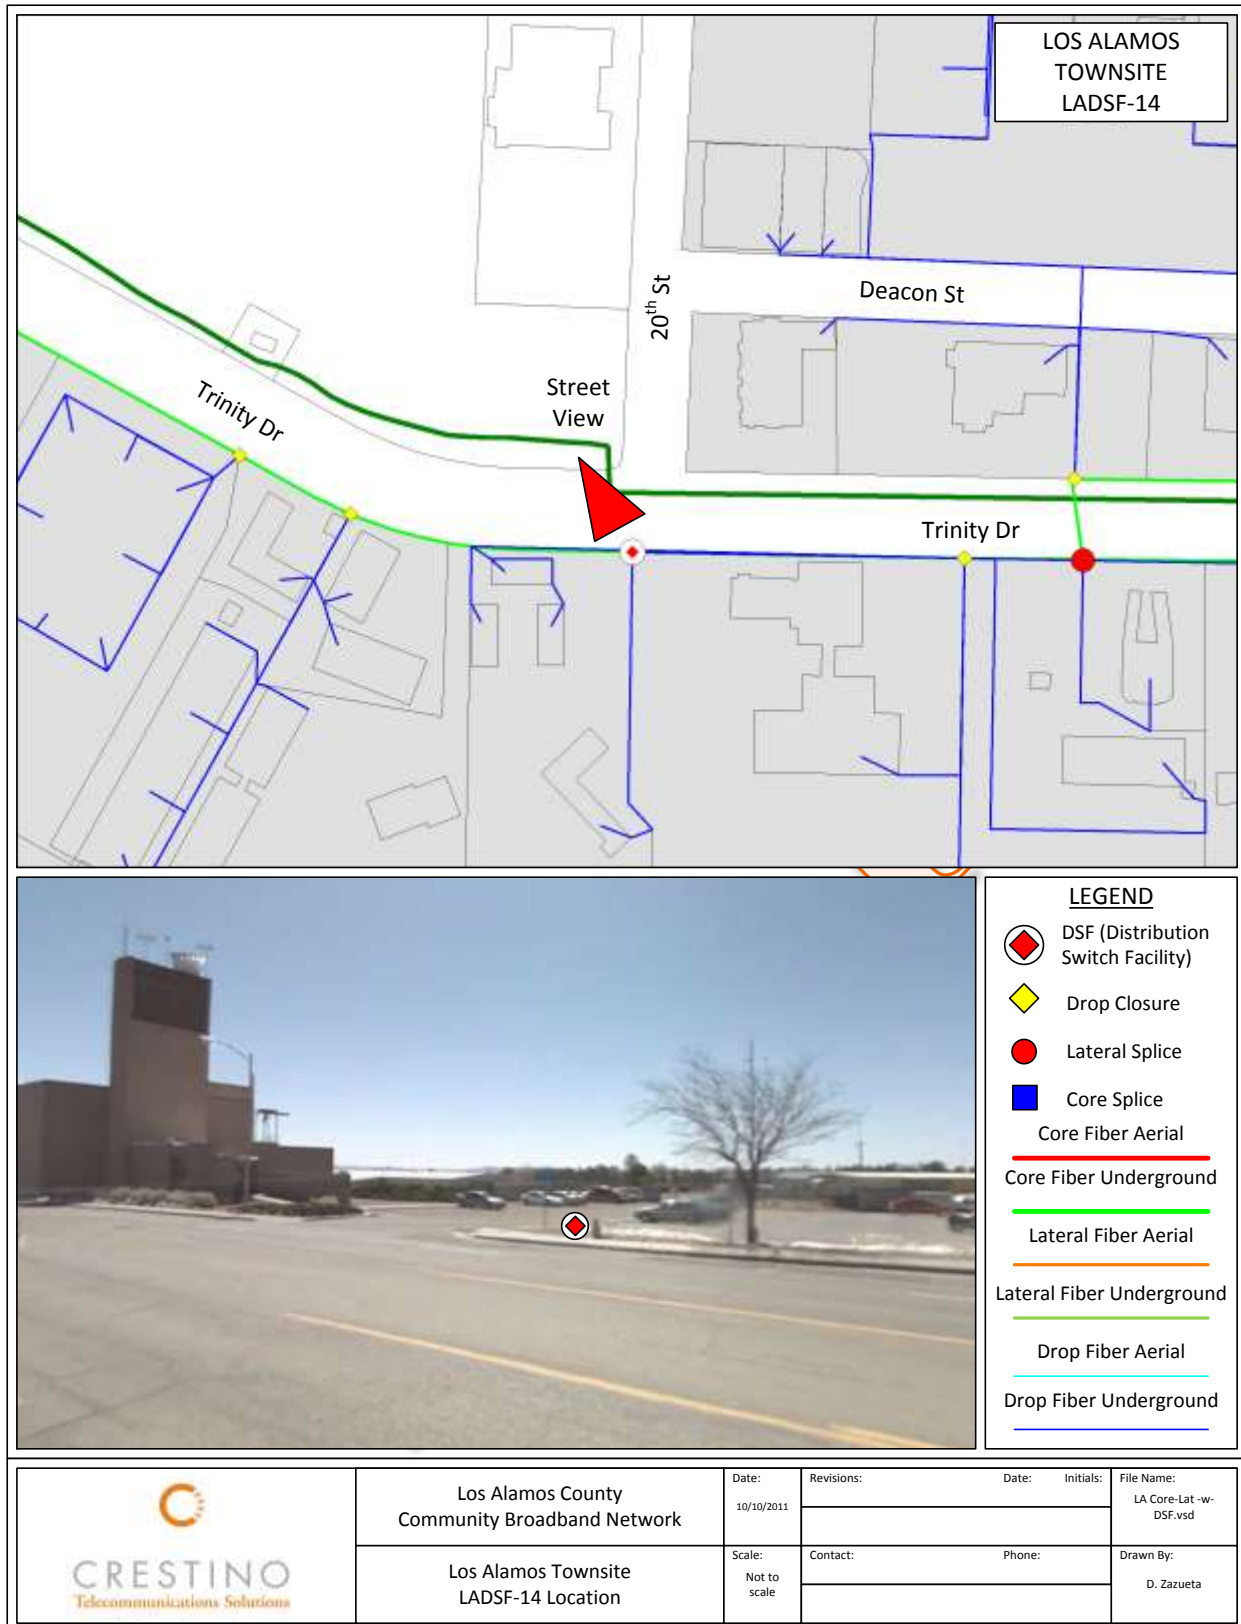 LOS ALAMOS
TOWNSITE
LADSF-14
Deacon St
20th St
Street
View
Trinity Dr
Trinity Dr
LEGEND
DSF (Distribution
Switch Facility)
Drop Closure
Lateral Splice
Core Splice
Core Fiber Aerial
Core Fiber Underground
Lateral Fiber Aerial
Lateral Fiber Underground
Drop Fiber Aerial
Drop Fiber Underground
CRESTINO
Telecommunications Solutions
Los Alamos County
Community Broadband Network
Los Alamos Townsite
LADSF-14 Location
Date:
10/10/2011
Revisions: Date: Initials:
File Name:
LA Core-Lat -w-
DSF.vsd
Scale:
Not to
scale
Contact: Phone:
Drawn By:
D. Zazueta